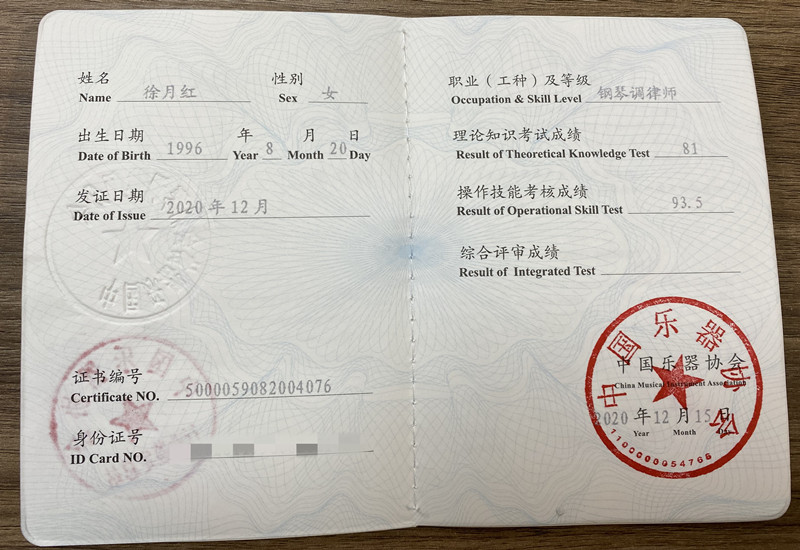 姓名 性别
Name 徐月红 Sex 女
出生日期 年 月 日
Date of Birth 1996 Year 8 Month 20 Day
发证日期
Date of Issue 2020年12月
中国
证书编号
Certificate NO. 5000059082004076
身份证号
ID Card NO.
职业（工种）及等级
Occupation & Skill Level 钢琴调律师
理论知识考试成绩
Result of Theoretical Knowledge Test 81
操作技能考核成绩
Result of Operational Skill Test 93.5
综合评审成绩
Result of Integrated Test
中国乐器协会
中国乐器协会
China Musical Instrument Association
2020年12月15日
Year Month Day
1100000054766